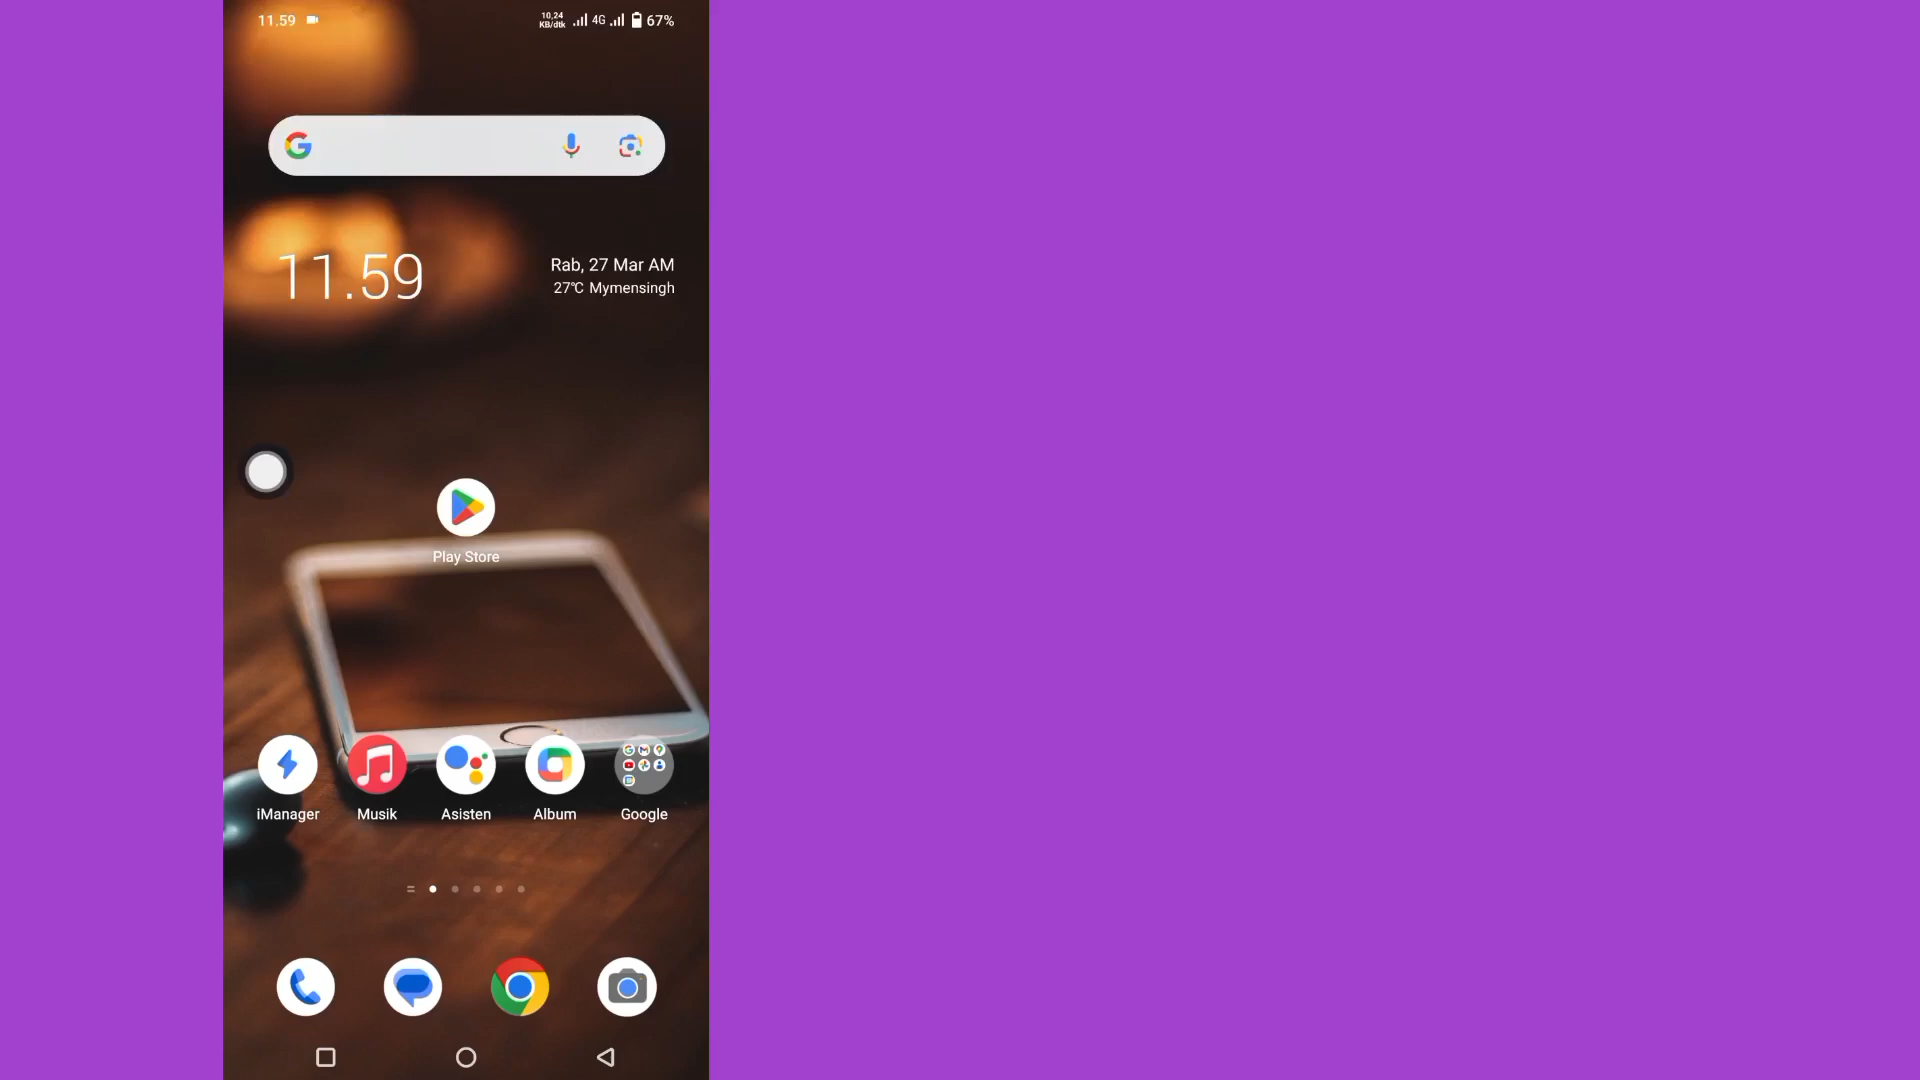 11.59
10,24
KB/dtk
4G
67%
11.59
Rab, 27 Mar AM
27°C Mymensingh
Play Store
iManager
Musik
Asisten
Album
Google